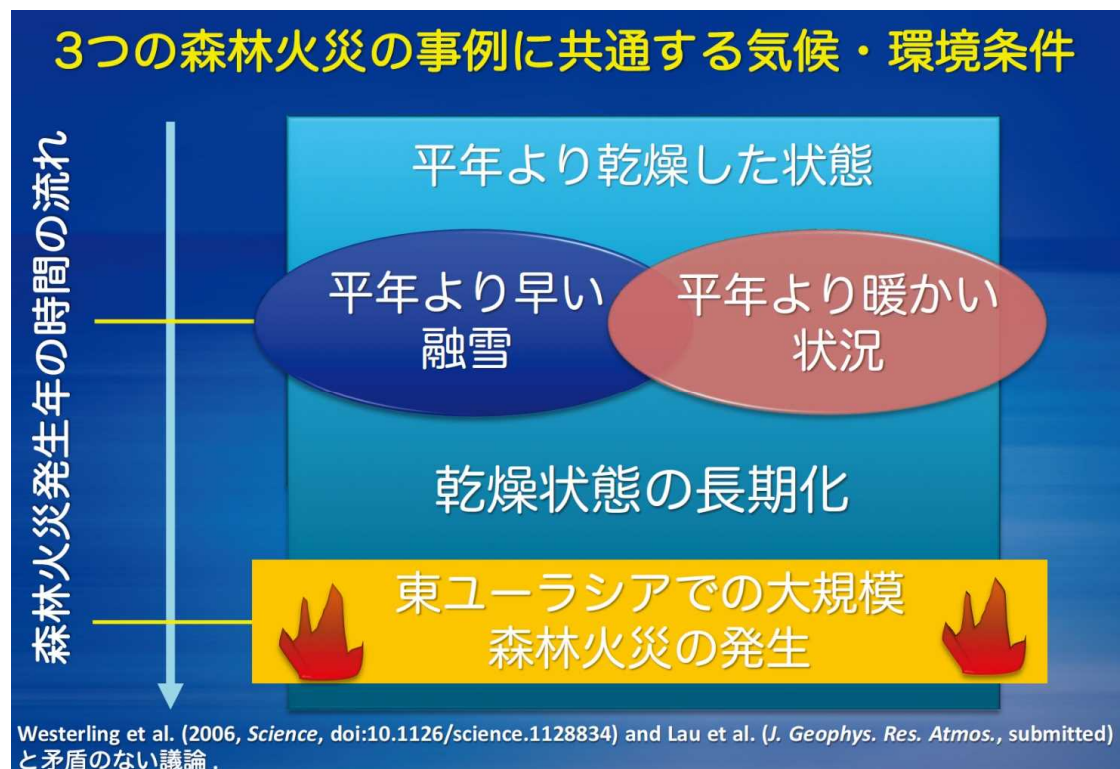 3つの森林火災の事例に共通する気候・環境条件
森林火災発生年の時間の流れ
平年より乾燥した状態
平年より早い
融雪
平年より暖かい
状況
乾燥状態の長期化
東ユーラシアでの大規模
森林火災の発生
Westerling et al. (2006, Science, doi:10.1126/science.1128834) and Lau et al. (J. Geophys. Res. Atmos., submitted)
と矛盾のない議論 .